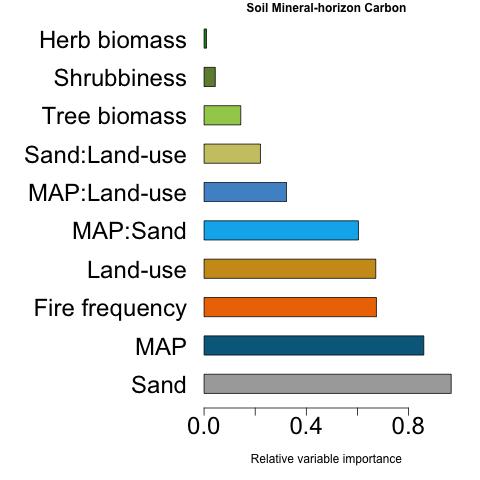 Soil Mineral-horizon Carbon
Herb biomass
Shrubbiness
Tree biomass
Sand:Land-use
MAP:Land-use
MAP:Sand
Land-use
Fire frequency
MAP
Sand
0.0 0.4 0.8
Relative variable importance